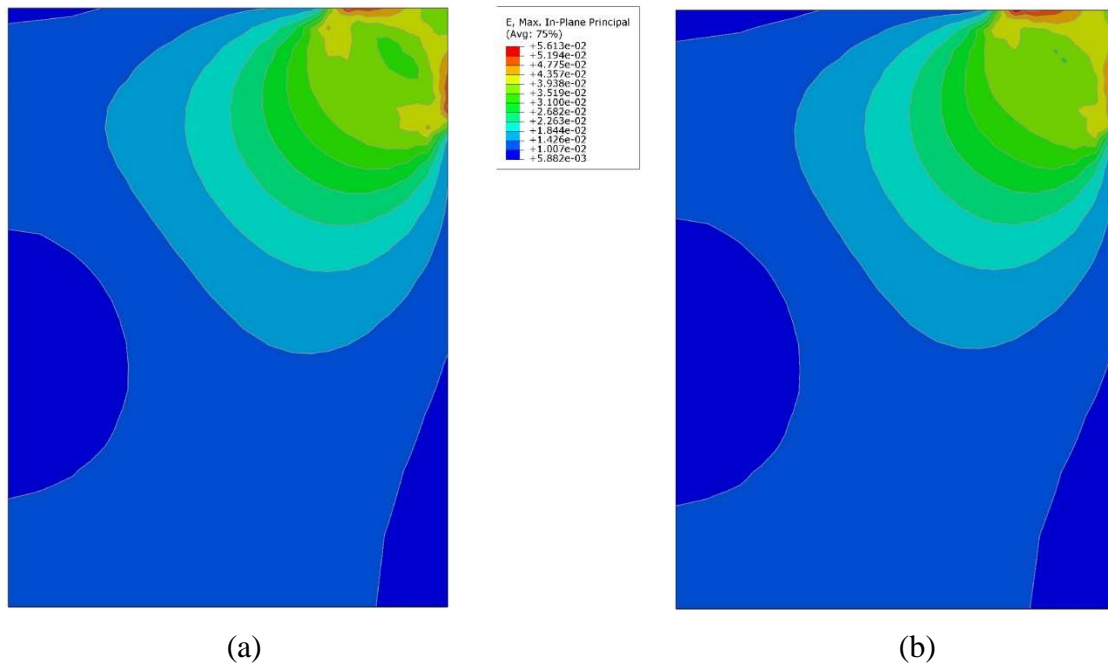 E, Max. In-Plane Principal
(Avg: 75%)
+5.613e-02
+5.194e-02
+4.775e-02
+4.357e-02
+3.938e-02
+3.519e-02
+3.100e-02
+2.682e-02
+2.263e-02
+1.844e-02
+1.426e-02
+1.007e-02
+5.882e-03
(a)
(b)